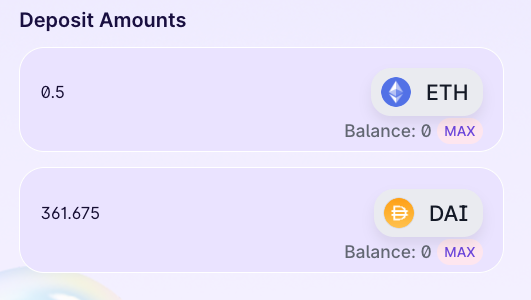 Deposit Amounts
0.5
ETH
Balance: 0 MAX
361.675
DAI
Balance: 0 MAX